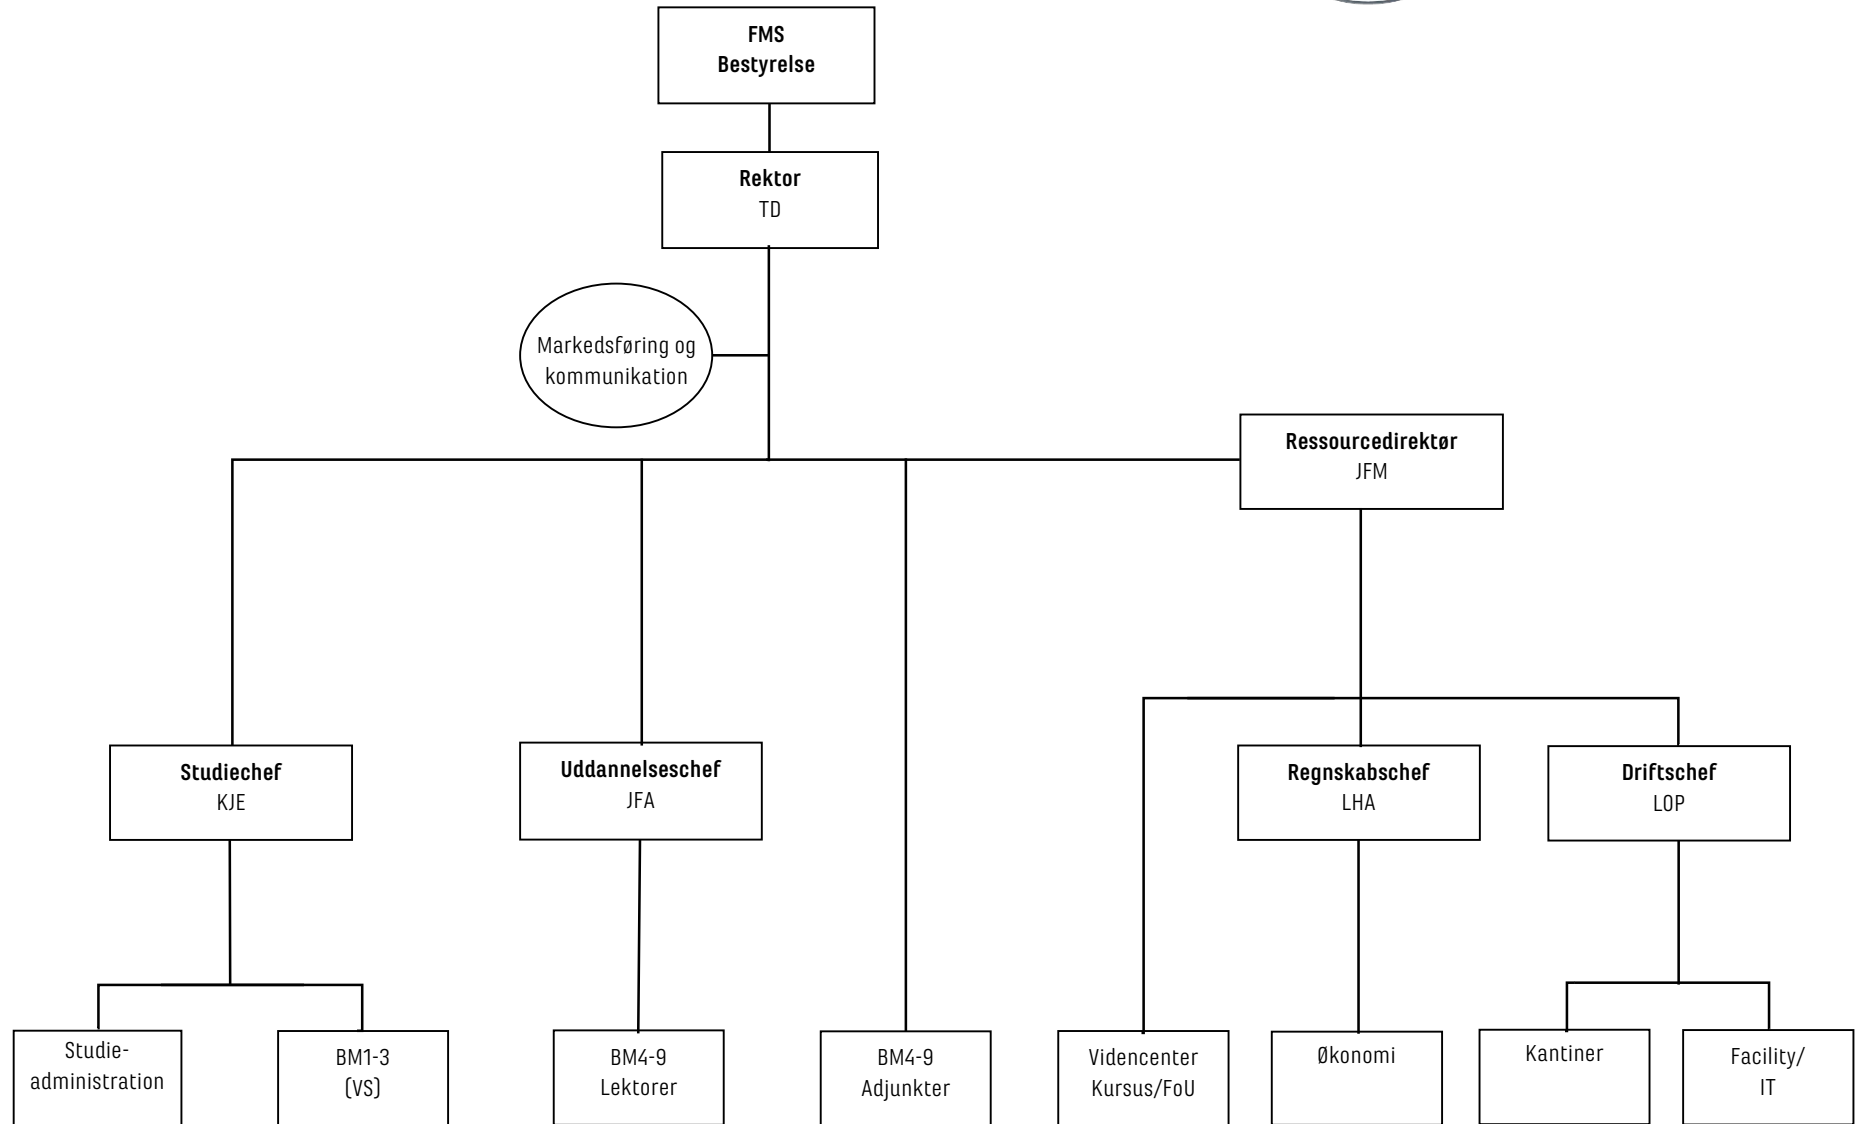 FMS
Bestyrelse
Rektor
TD
Markedsføring og
kommunikation
Ressourcedirektør
JFM
Studiechef
KJE
Uddannelseschef
JFA
Regnskabschef
LHA
Driftschef
LOP
Studie-
administration
BM1-3
(VS)
BM4-9
Lektorer
BM4-9
Adjunkter
Videncenter
Kursus/FoU
Økonomi
Kantiner
Facility/
IT